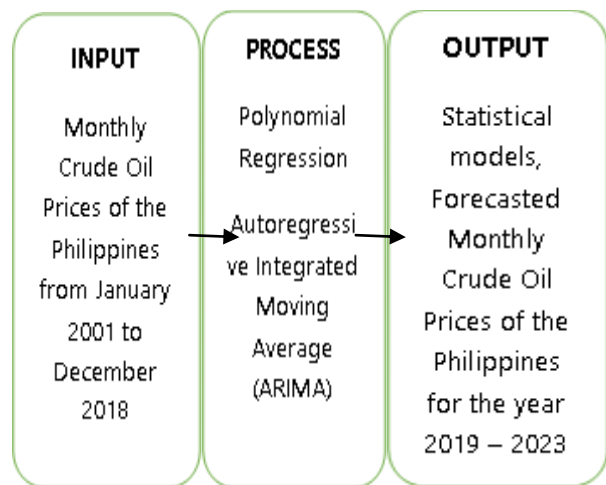 INPUT
Monthly
Crude Oil
Prices of the
Philippines
from January
2001 to
December
2018
PROCESS
Polynomial
Regression
Autoregressi
ve Integrated
Moving
Average
(ARIMA)
OUTPUT
Statistical
models,
Forecasted
Monthly
Crude Oil
Prices of the
Philippines
for the year
2019 – 2023